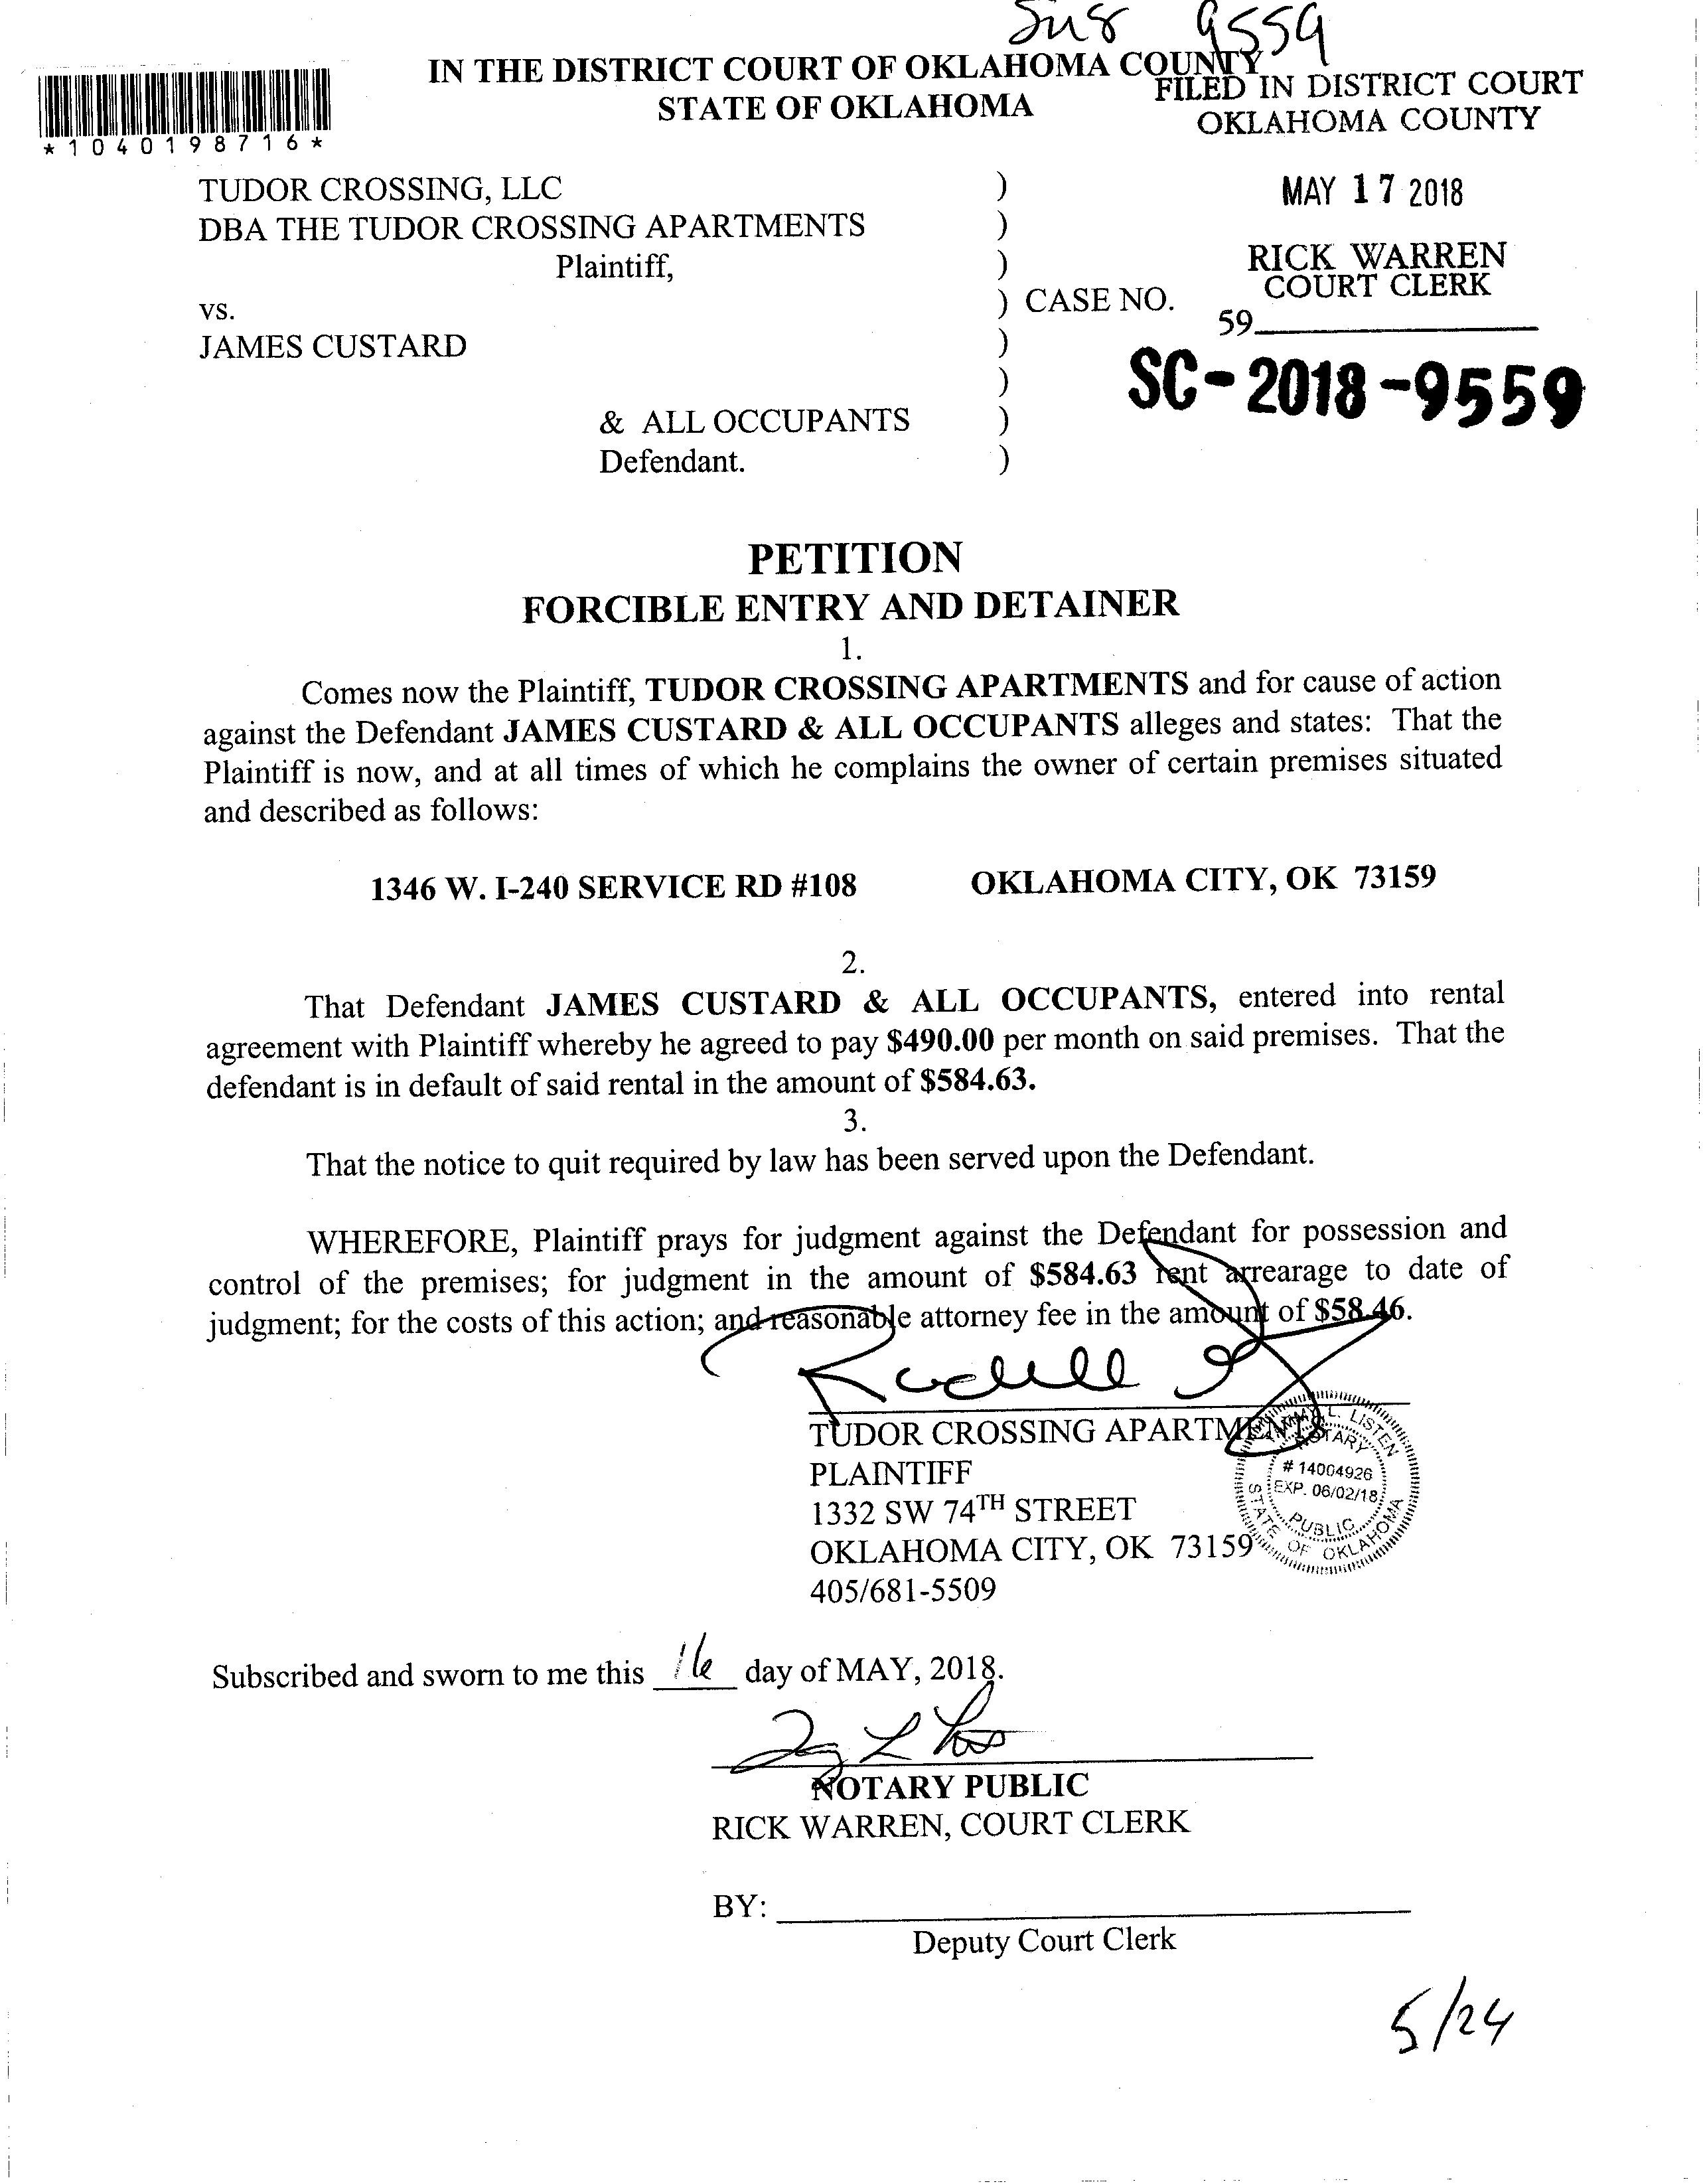 9559
IN THE DISTRICT COURT OF OKLAHOMA COUNTY
STATE OF OKLAHOMA
FILED IN DISTRICT COURT
OKLAHOMA COUNTY
*1040198716*
MAY 17 2018
RICK WARREN
COURT CLERK
TUDOR CROSSING, LLC )
DBA THE TUDOR CROSSING APARTMENTS )
Plaintiff, )
vs. ) CASE NO. 59
JAMES CUSTARD )
)
SC-2018-9559
& ALL OCCUPANTS )
Defendant. )
PETITION
FORCIBLE ENTRY AND DETAINER
1.
Comes now the Plaintiff, TUDOR CROSSING APARTMENTS and for cause of action
against the Defendant JAMES CUSTARD & ALL OCCUPANTS alleges and states: That the
Plaintiff is now, and at all times of which he complains the owner of certain premises situated
and described as follows:
1346 W. I-240 SERVICE RD #108 OKLAHOMA CITY, OK 73159
2.
That Defendant JAMES CUSTARD & ALL OCCUPANTS, entered into rental
agreement with Plaintiff whereby he agreed to pay $490.00 per month on said premises. That the
defendant is in default of said rental in the amount of $584.63.
3.
That the notice to quit required by law has been served upon the Defendant.
WHEREFORE, Plaintiff prays for judgment against the Defendant for possession and
control of the premises; for judgment in the amount of $584.63 rent arrearage to date of
judgment; for the costs of this action; and reasonable attorney fee in the amount of $58.46.
TUDOR CROSSING APARTMENTS
PLAINTIFF
1332 SW 74TH STREET
OKLAHOMA CITY, OK 73159
405/681-5509
L. LISTEN
NOTARY
# 14004926
EXP. 06/02/18
PUBLIC
STATE OF OKLAHOMA
Subscribed and sworn to me this 16 day of MAY, 2018.
NOTARY PUBLIC
RICK WARREN, COURT CLERK
BY:
Deputy Court Clerk
5/24